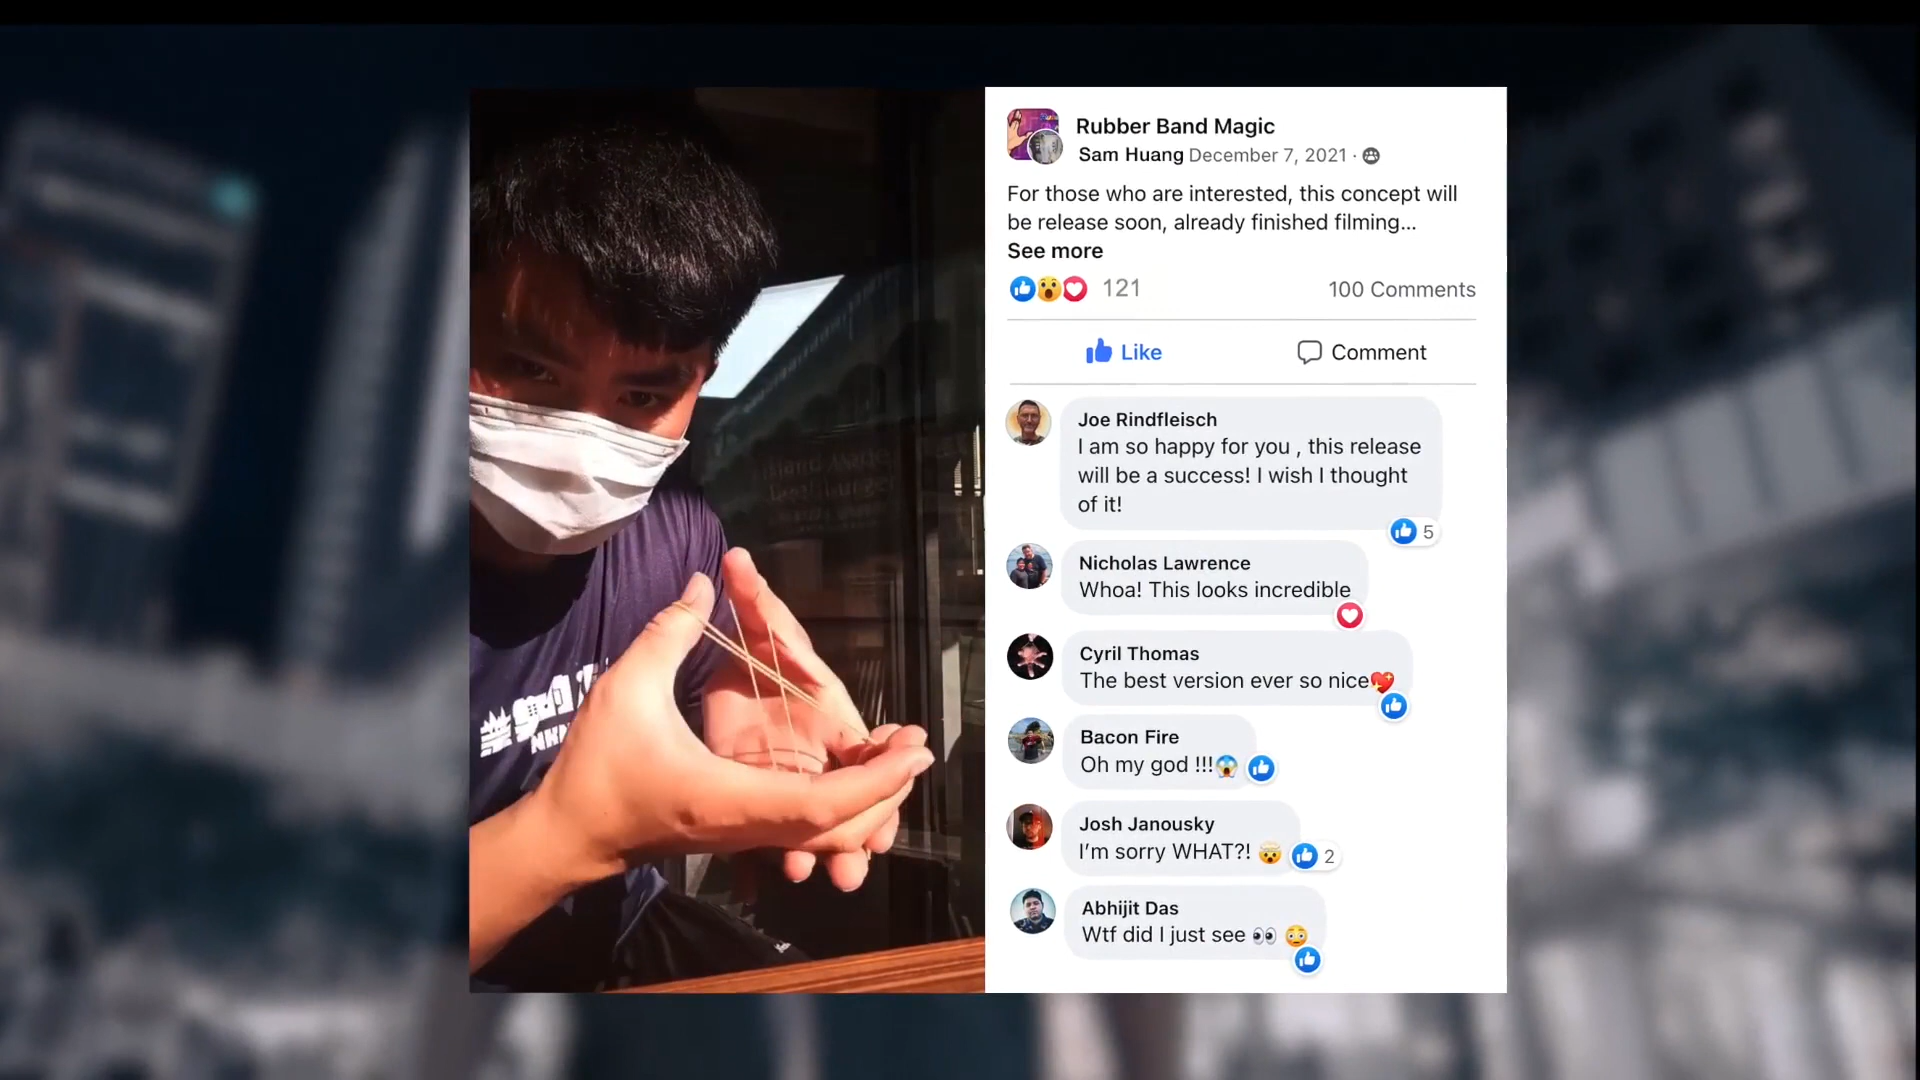 Rubber Band Magic
Sam Huang December 7, 2021 ·
For those who are interested, this concept will
be release soon, already finished filming...
See more
121
100 Comments
Like
Comment
Joe Rindfleisch
I am so happy for you , this release
will be a success! I wish I thought
of it!
5
Nicholas Lawrence
Whoa! This looks incredible
Cyril Thomas
The best version ever so nice💖
Bacon Fire
Oh my god !!!😱
Josh Janousky
I'm sorry WHAT?! 🤯
2
Abhijit Das
Wtf did I just see 👀 😳